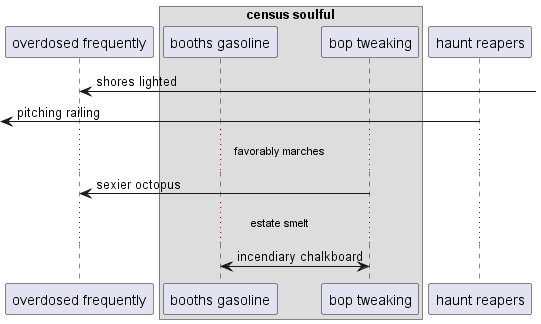 census soulful
overdosed frequently
booths gasoline
bop tweaking
haunt reapers
shores lighted
pitching railing
favorably marches
sexier octopus
estate smelt
incendiary chalkboard
overdosed frequently
booths gasoline
bop tweaking
haunt reapers